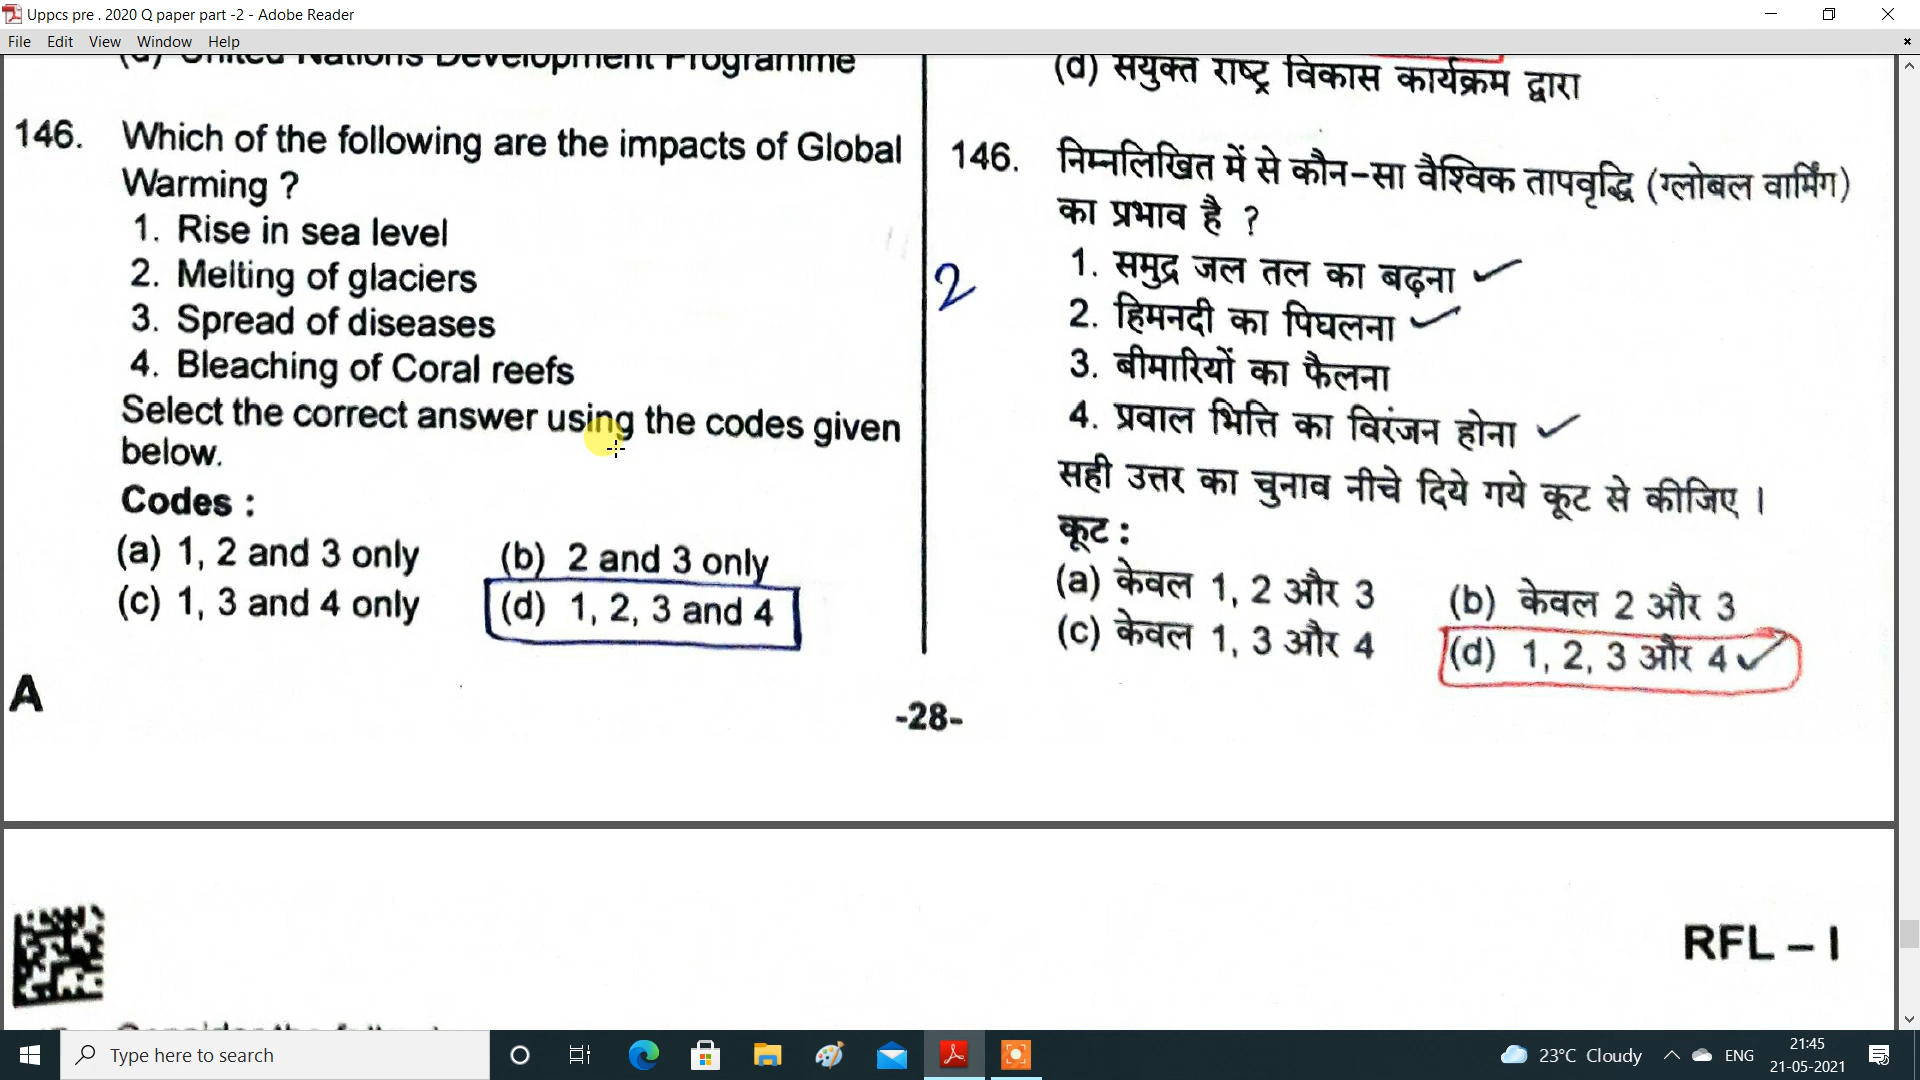 Uppcs pre . 2020 Q paper part -2 - Adobe Reader
File Edit View Window Help
(d) United Nations Development Programme
146. Which of the following are the impacts of Global
Warming ?
1. Rise in sea level
2. Melting of glaciers
3. Spread of diseases
4. Bleaching of Coral reefs
Select the correct answer using the codes given
below.
Codes :
(a) 1, 2 and 3 only (b) 2 and 3 only
(c) 1, 3 and 4 only (d) 1, 2, 3 and 4
A
2
(d) संयुक्त राष्ट्र विकास कार्यक्रम द्वारा
146. निम्नलिखित में से कौन-सा वैश्विक तापवृद्धि (ग्लोबल वार्मिंग)
का प्रभाव है ?
1. समुद्र जल तल का बढ़ना
2. हिमनदी का पिघलना
3. बीमारियों का फैलना
4. प्रवाल भित्ति का विरंजन होना
सही उत्तर का चुनाव नीचे दिये गये कूट से कीजिए ।
कूट :
(a) केवल 1, 2 और 3 (b) केवल 2 और 3
(c) केवल 1, 3 और 4 (d) 1, 2, 3 और 4
-28-
RFL – I
Type here to search
23°C Cloudy
ENG
21:45
21-05-2021